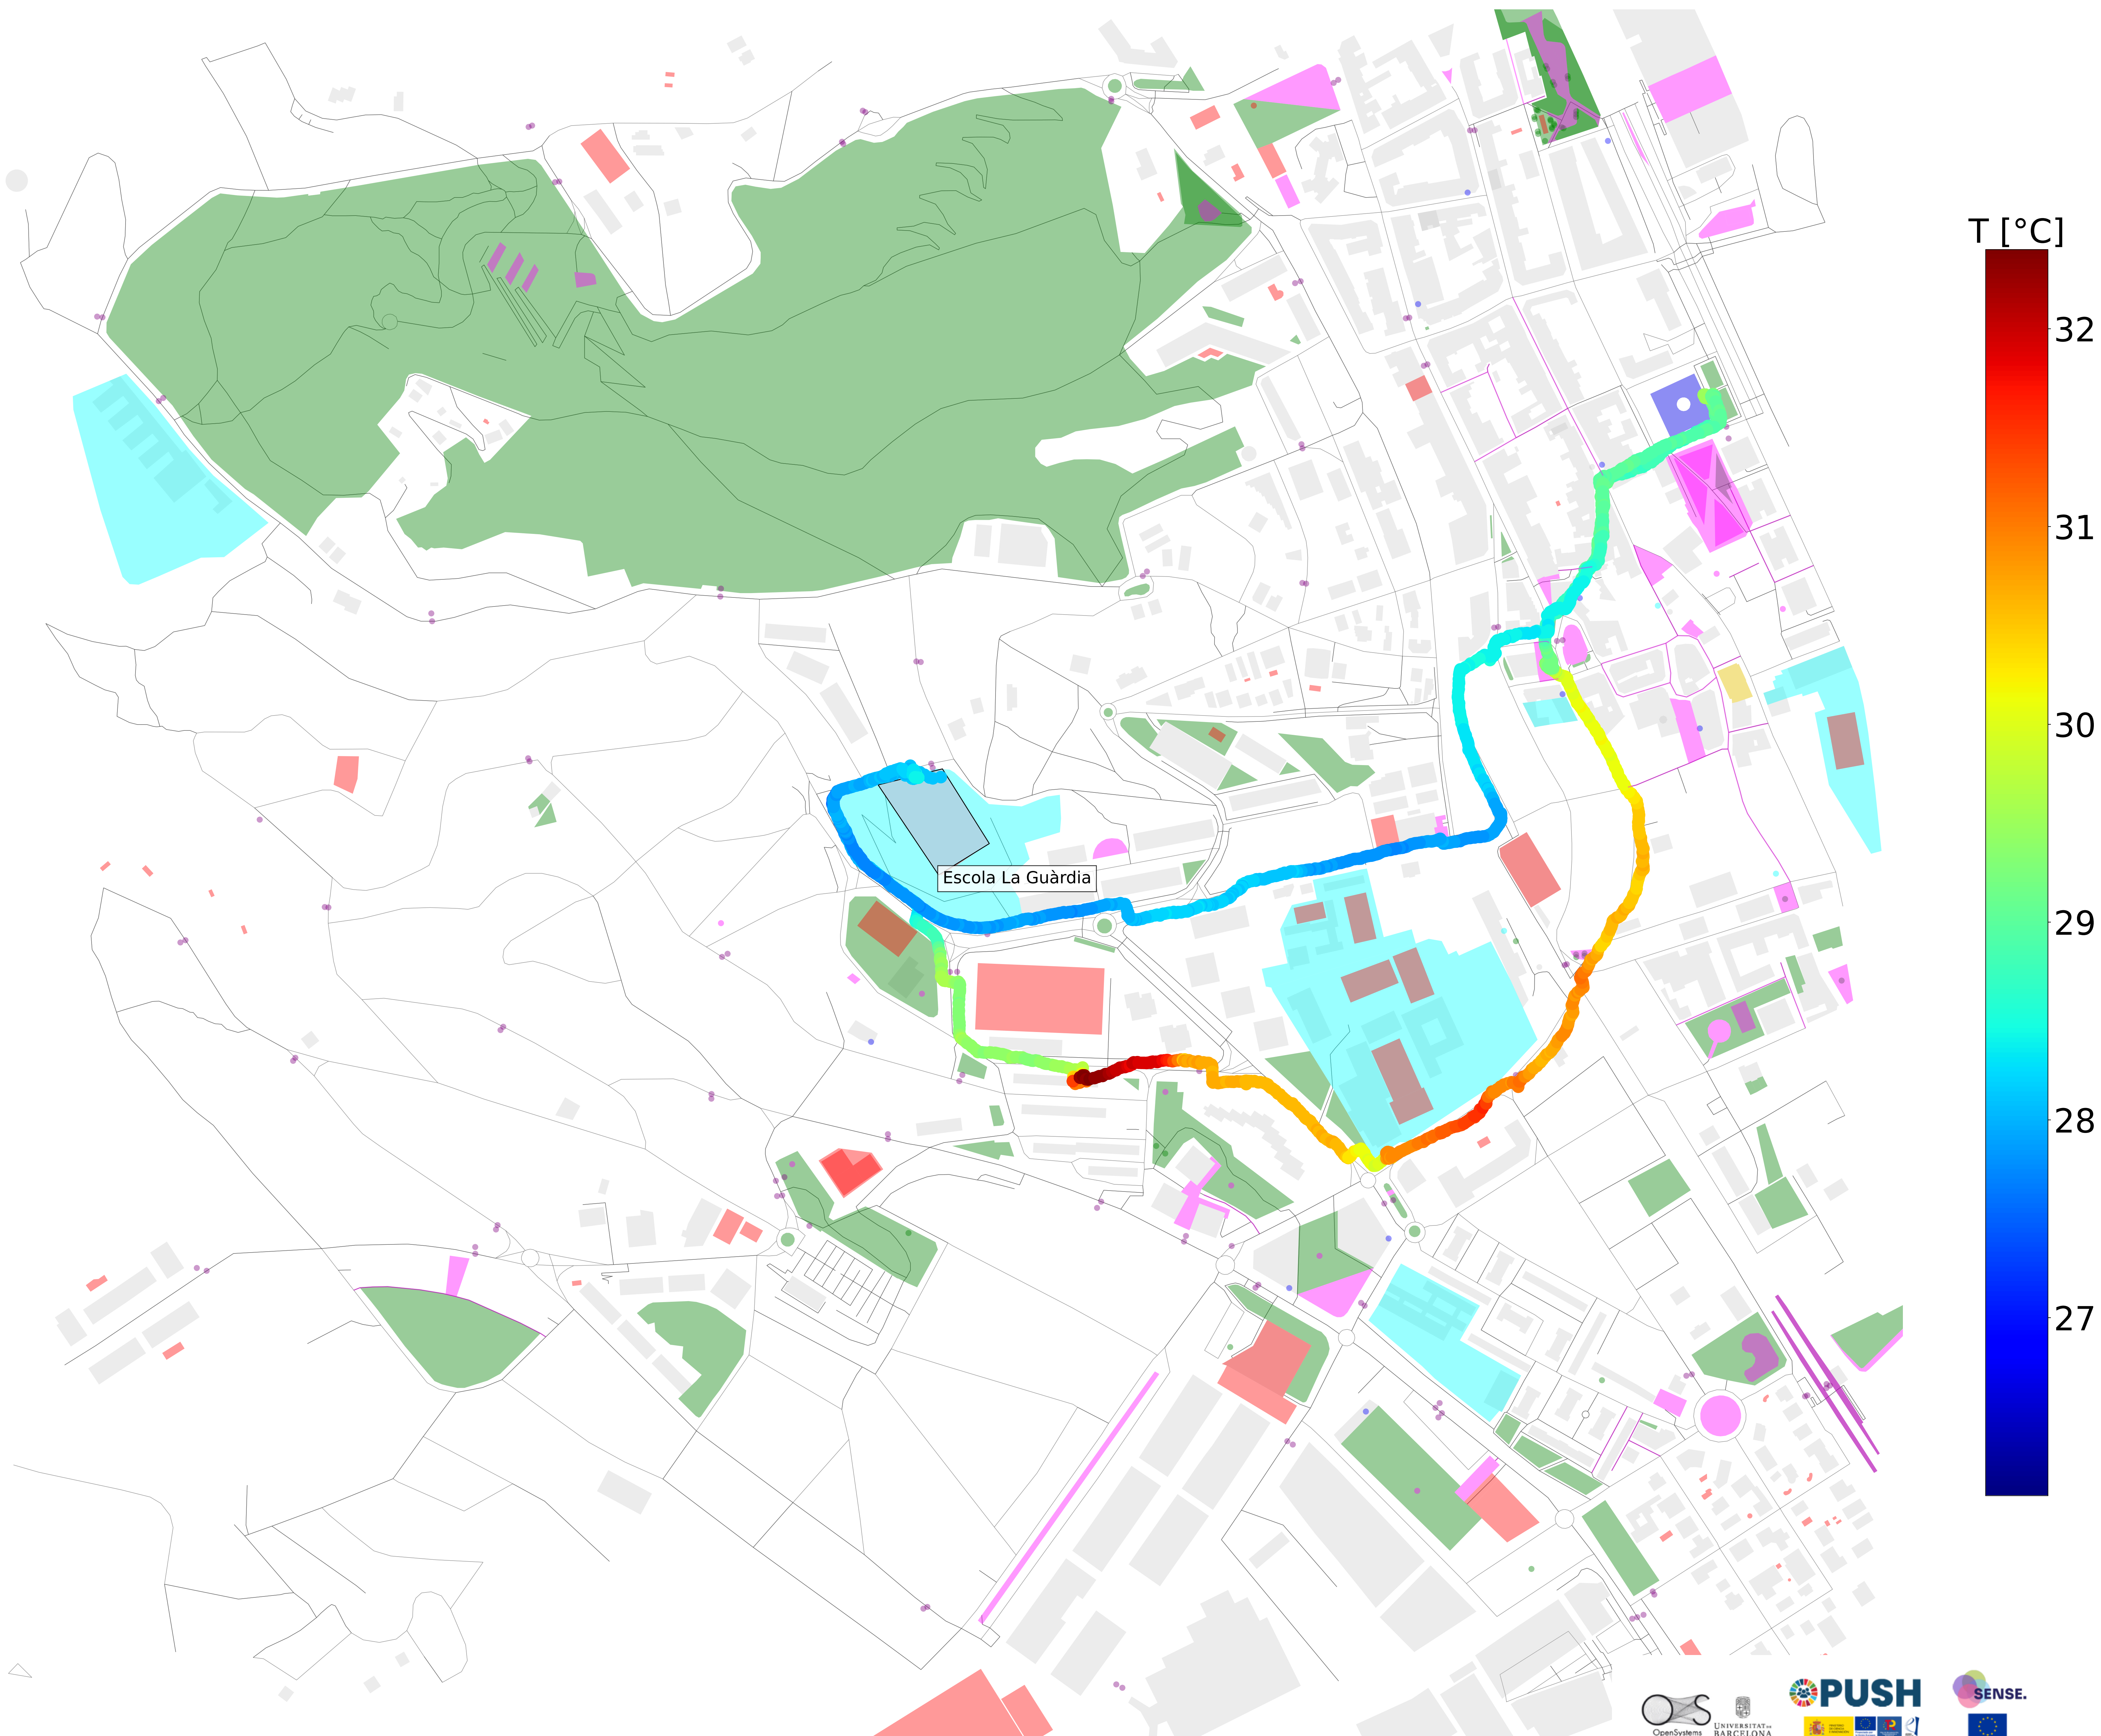 T [°C]
32
31
30
29
28
27
Escola La Guàrdia
PUSH
SENSE.
OpenSystems
UNIVERSITAT DE
BARCELONA